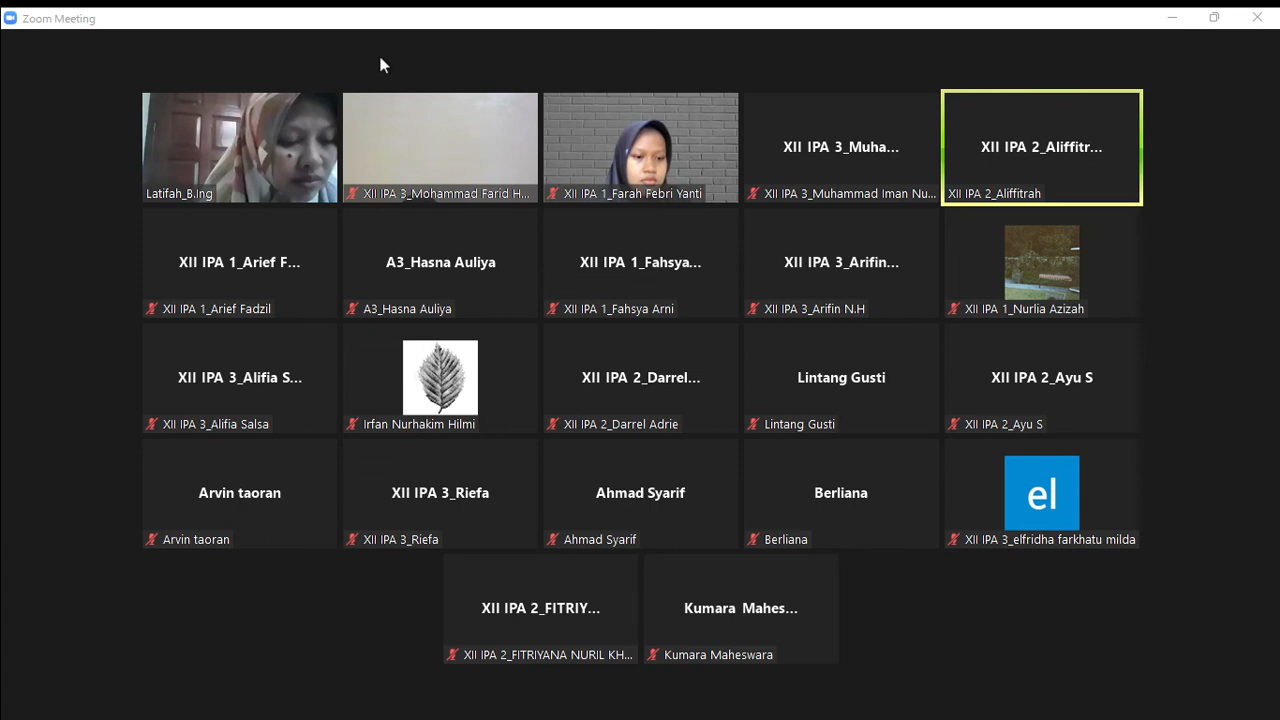 Zoom Meeting
Latifah_B.Ing
XII IPA 3_Mohammad Farid H...
XII IPA 1_Farah Febri Yanti
XII IPA 3_Muha...
XII IPA 3_Muhammad Iman Nu...
XII IPA 2_Aliffitr...
XII IPA 2_Aliffitrah
XII IPA 1_Arief F...
XII IPA 1_Arief Fadzil
A3_Hasna Auliya
A3_Hasna Auliya
XII IPA 1_Fahsya...
XII IPA 1_Fahsya Arni
XII IPA 3_Arifin...
XII IPA 3_Arifin N.H
XII IPA 1_Nurlia Azizah
XII IPA 3_Alifia S...
XII IPA 3_Alifia Salsa
Irfan Nurhakim Hilmi
XII IPA 2_Darrel...
XII IPA 2_Darrel Adrie
Lintang Gusti
Lintang Gusti
XII IPA 2_Ayu S
XII IPA 2_Ayu S
Arvin taoran
Arvin taoran
XII IPA 3_Riefa
XII IPA 3_Riefa
Ahmad Syarif
Ahmad Syarif
Berliana
Berliana
el
XII IPA 3_elfridha farkhatu milda
XII IPA 2_FITRIY...
XII IPA 2_FITRIYANA NURIL KH...
Kumara Mahes...
Kumara Maheswara